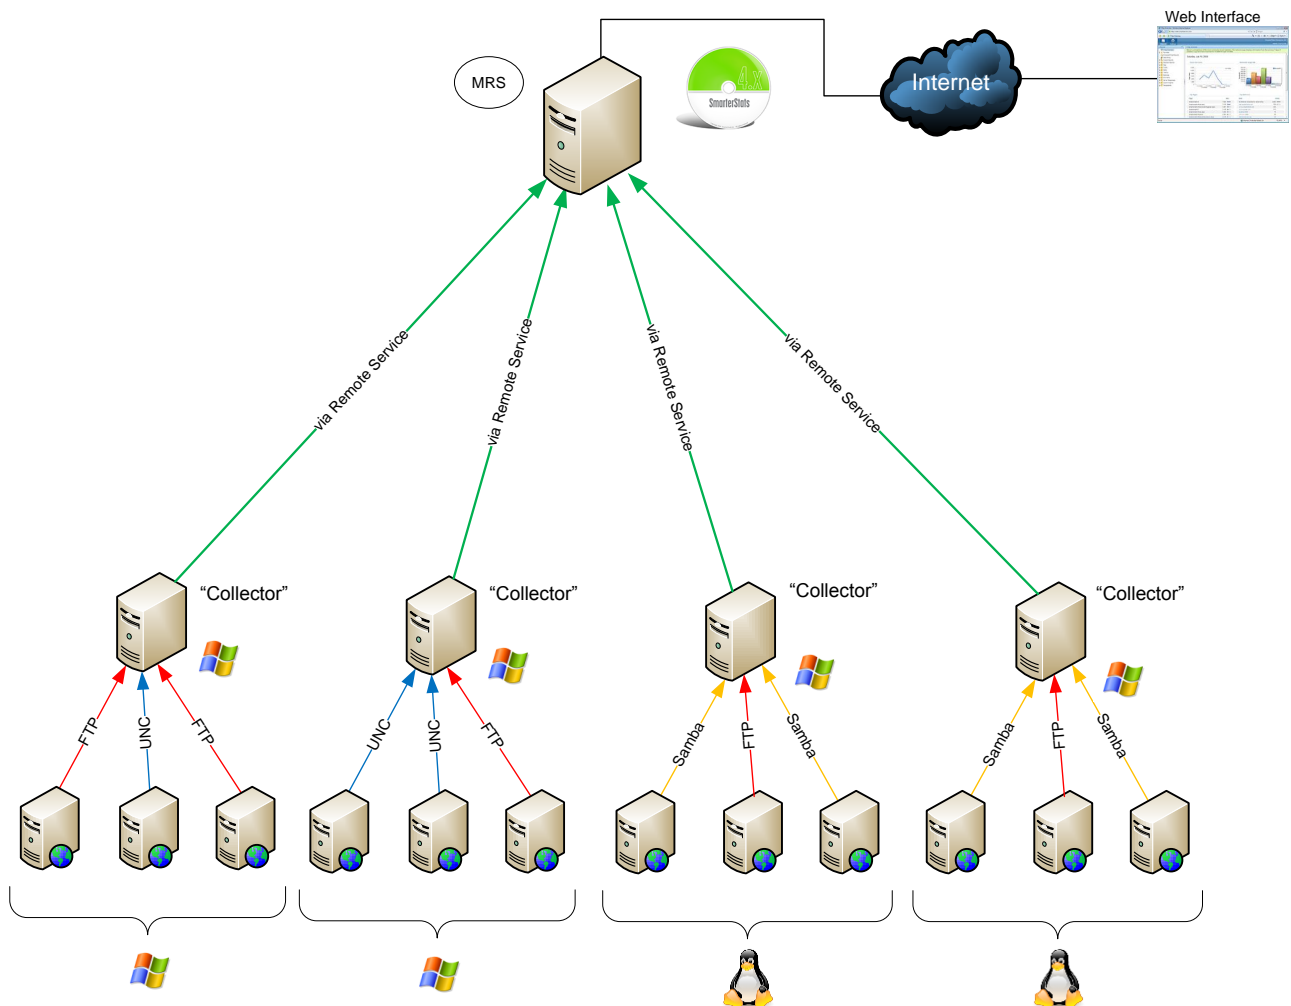 Web Interface
MRS
4.x
SmarterStats
Internet
via Remote Service
via Remote Service
via Remote Service
via Remote Service
“Collector”
“Collector”
“Collector”
“Collector”
FTP
UNC
FTP
UNC
UNC
FTP
Samba
FTP
Samba
Samba
FTP
Samba